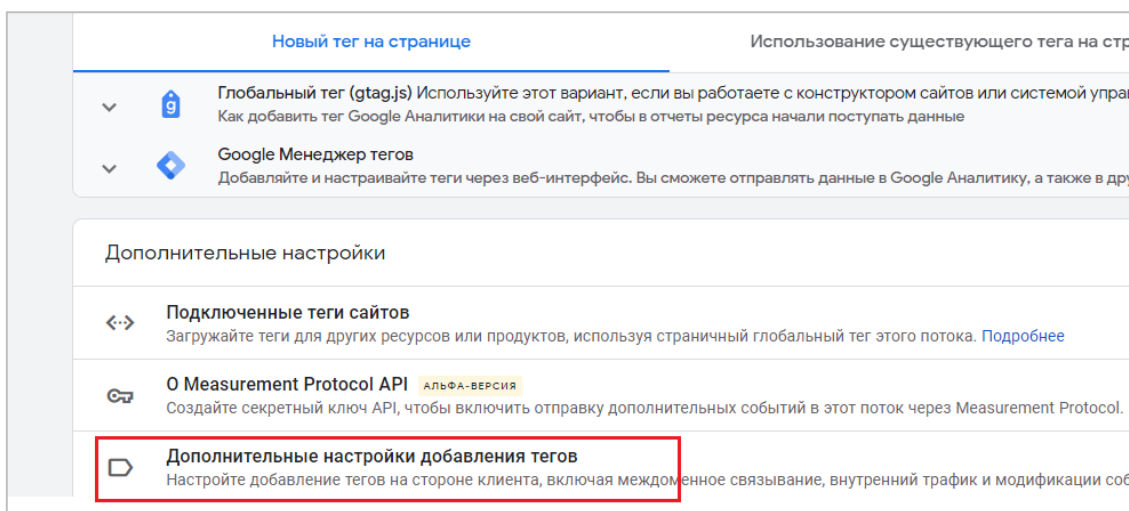 Новый тег на странице
Использование существующего тега на
Глобальный тег (gtag.js) Используйте этот вариант, если вы работаете с конструктором сайтов или системой
Как добавить тег Google Аналитики на свой сайт, чтобы в отчеты ресурса начали поступать данные
Google Менеджер тегов
Добавляйте и настраивайте теги через веб-интерфейс. Вы сможете отправлять данные в Google Аналитику, а также в
Дополнительные настройки
Подключенные теги сайтов
Загружайте теги для других ресурсов или продуктов, используя страничный глобальный тег этого потока. Подробнее
О Measurement Protocol API АЛЬФА-ВЕРСИЯ
Создайте секретный ключ API, чтобы включить отправку дополнительных событий в этот поток через Measurement Protocol.
Дополнительные настройки добавления тегов
Настройте добавление тегов на стороне клиента, включая междоменное связывание, внутренний трафик и модификации